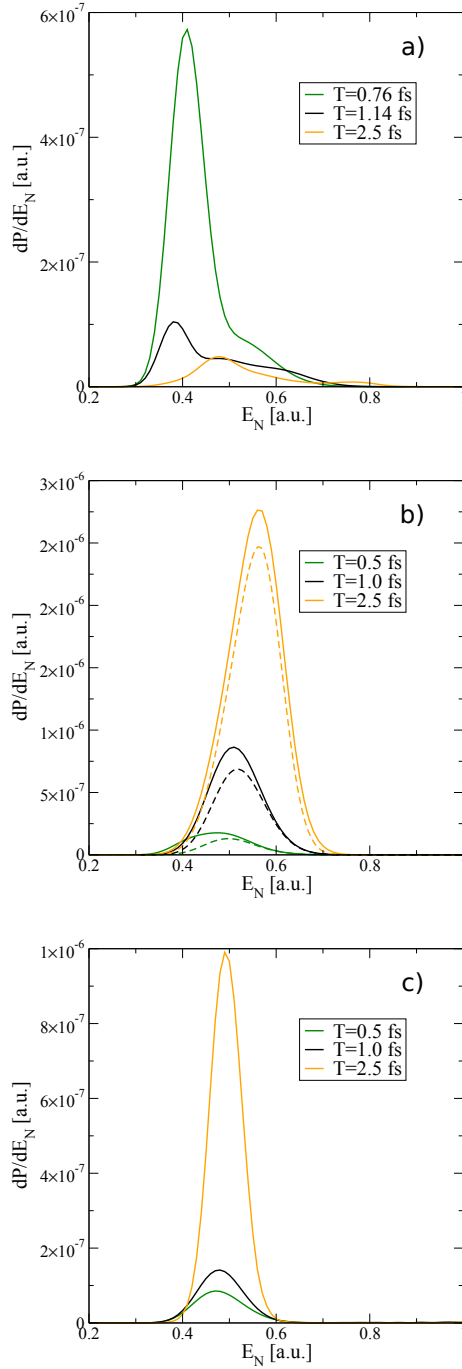 a)
6×10⁻⁷
4×10⁻⁷
2×10⁻⁷
0
dP/dE_N [a.u.]
T=0.76 fs
T=1.14 fs
T=2.5 fs
0.2 0.4 0.6 0.8
E_N [a.u.]
b)
3×10⁻⁶
2×10⁻⁶
2×10⁻⁶
2×10⁻⁶
1×10⁻⁶
5×10⁻⁷
0
dP/dE_N [a.u.]
T=0.5 fs
T=1.0 fs
T=2.5 fs
0.2 0.4 0.6 0.8
E_N [a.u.]
c)
1×10⁻⁶
8×10⁻⁷
6×10⁻⁷
4×10⁻⁷
2×10⁻⁷
0
dP/dE_N [a.u.]
T=0.5 fs
T=1.0 fs
T=2.5 fs
0.2 0.4 0.6 0.8
E_N [a.u.]